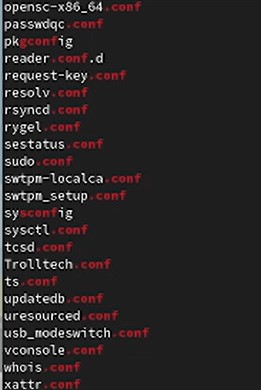 opensc-x86_64.conf
passwdqc.conf
pkgconfig
reader.conf.d
request-key.conf
resolv.conf
rsyncd.conf
rygel.conf
sestatus.conf
sudo.conf
swtpm-localca.conf
swtpm_setup.conf
sysconfig
sysctl.conf
tcsd.conf
Trolltech.conf
ts.conf
updatedb.conf
uresourced.conf
usb_modeswitch.conf
vconsole.conf
whois.conf
xattr.conf